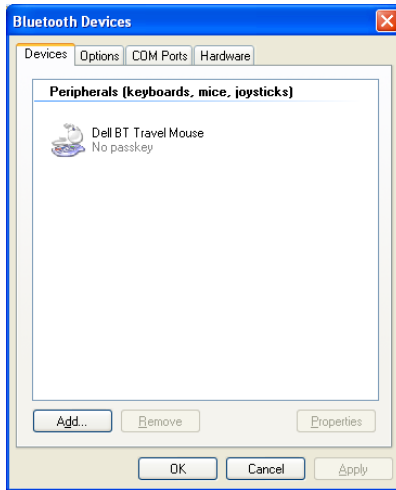 Bluetooth Devices
Devices Options COM Ports Hardware
Peripherals (keyboards, mice, joysticks)
Dell BT Travel Mouse
No passkey
Add... Remove Properties
OK Cancel Apply